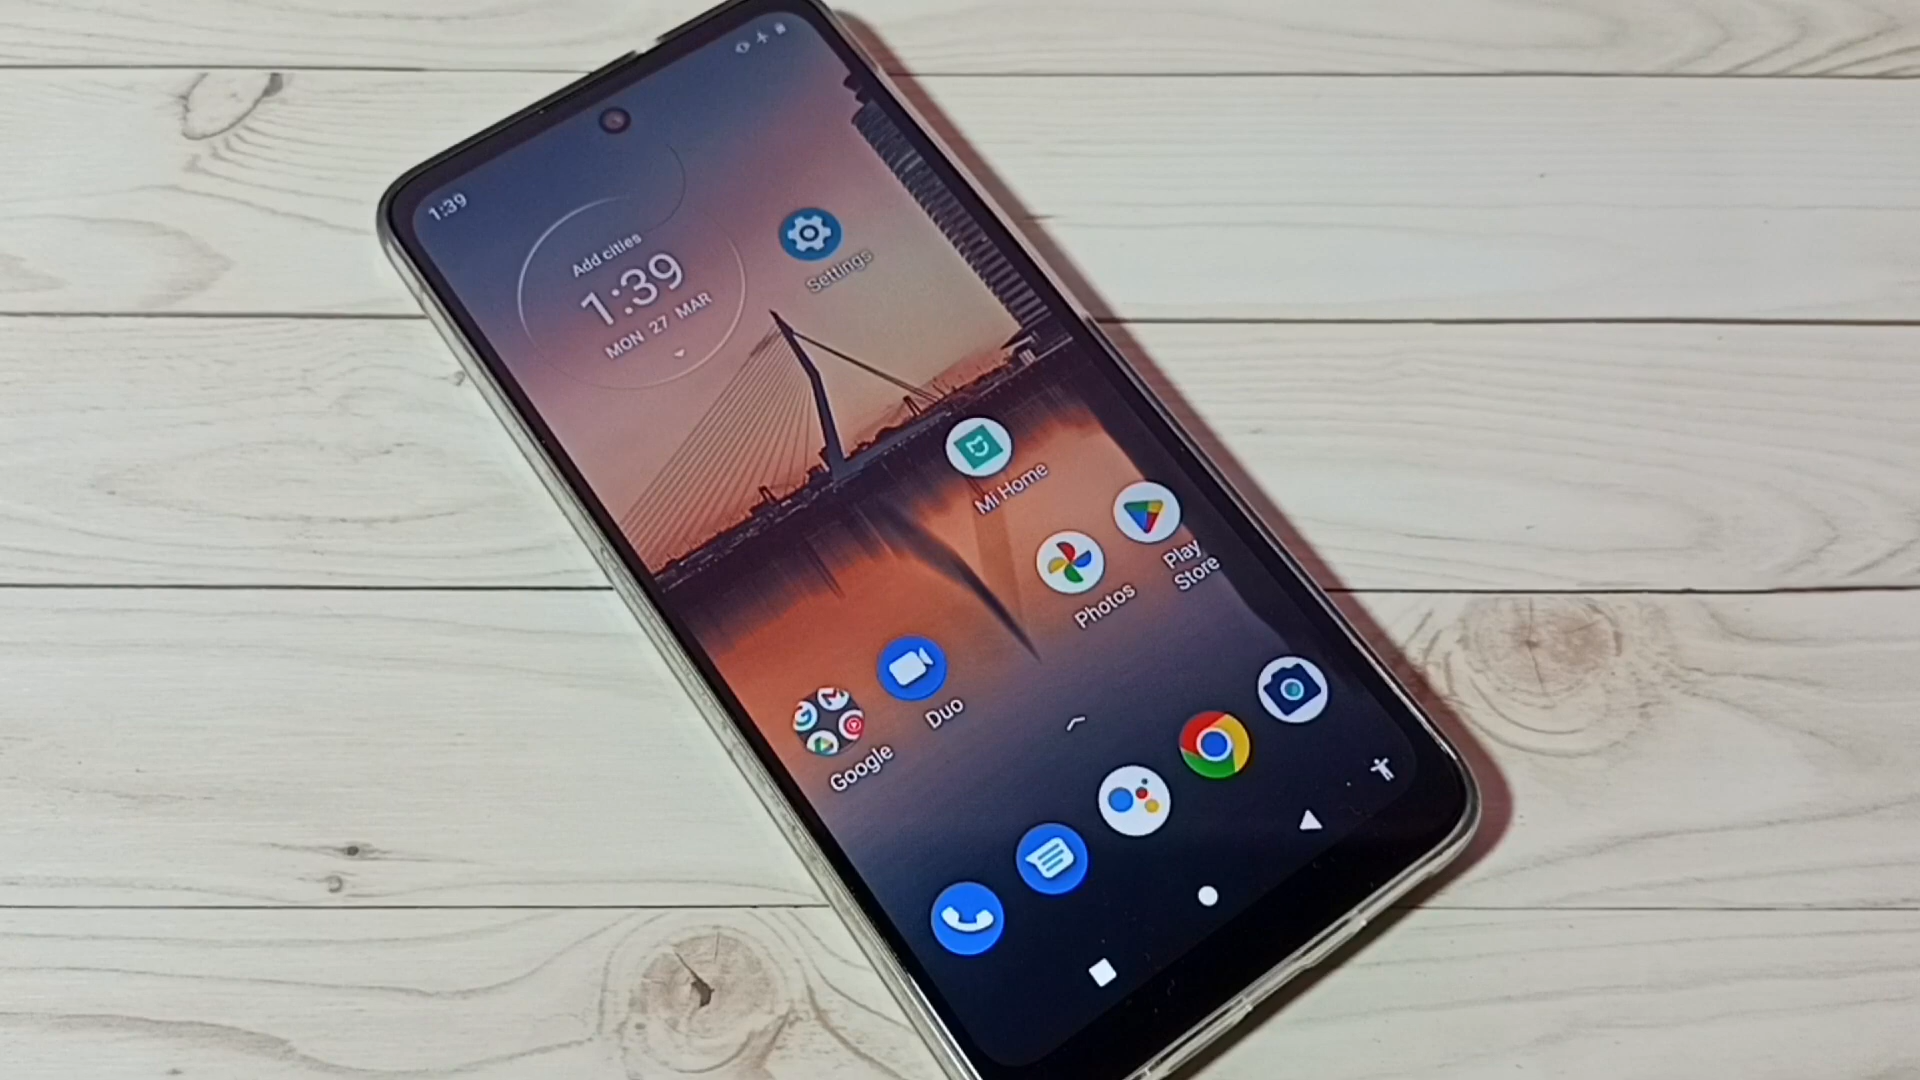 1:39
Add cities
1:39
MON 27 MAR
Settings
Mi Home
Play
Store
Photos
Duo
Google